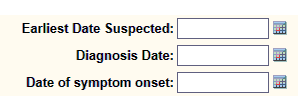 Earliest Date Suspected:
Diagnosis Date:
Date of symptom onset: